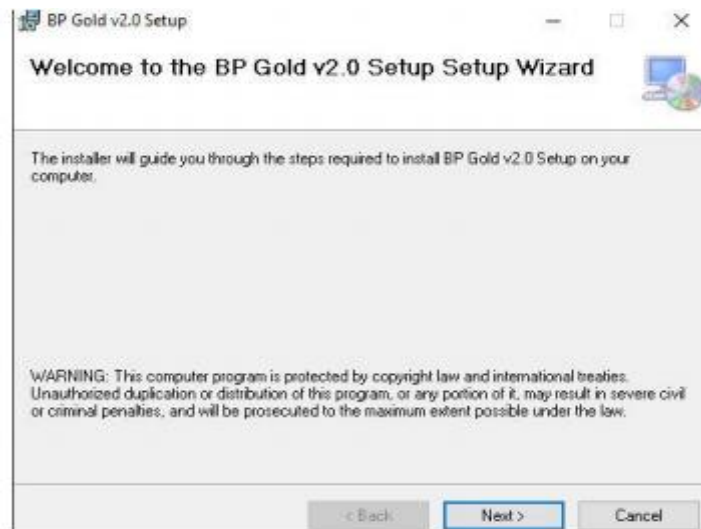 BP Gold v2.0 Setup
Welcome to the BP Gold v2.0 Setup Setup Wizard
The installer will guide you through the steps required to install BP Gold v2.0 Setup on your
computer.
WARNING: This computer program is protected by copyright law and international treaties.
Unauthorized duplication or distribution of this program, or any portion of it, may result in severe civil
or criminal penalties, and will be prosecuted to the maximum extent possible under the law.
< Back Next > Cancel